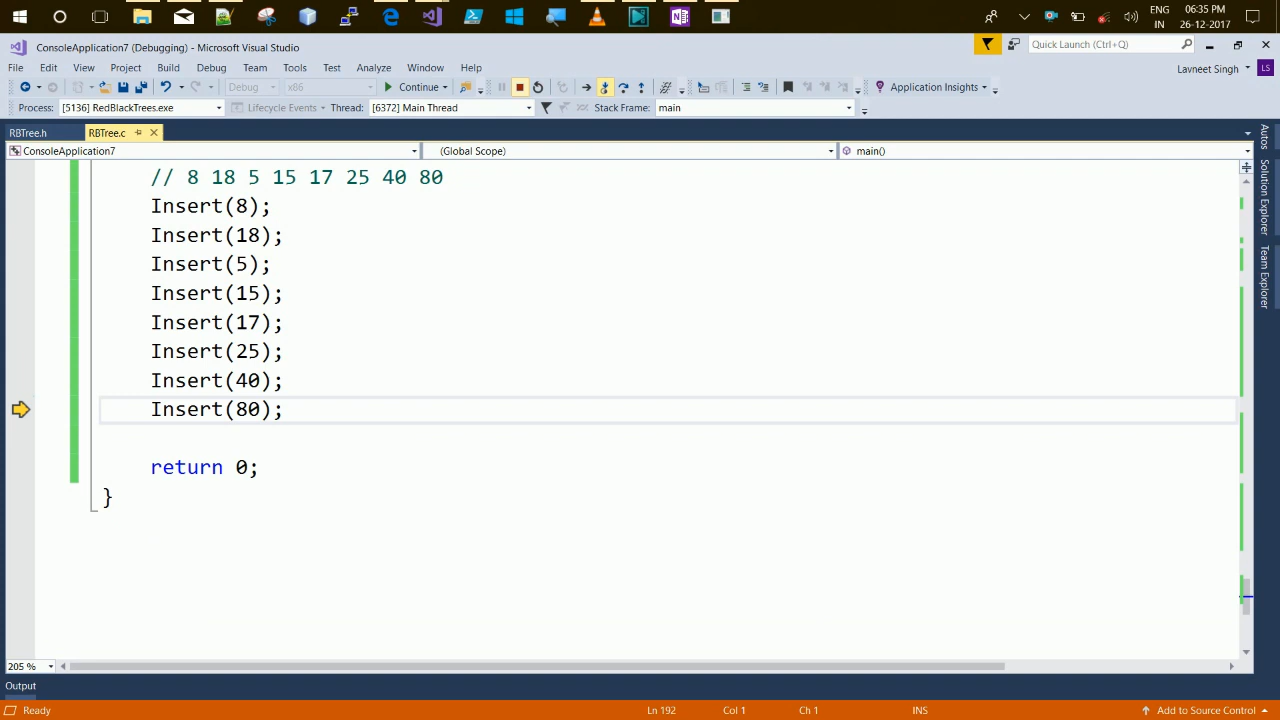 ENG
IN
06:35 PM
26-12-2017
ConsoleApplication7 (Debugging) - Microsoft Visual Studio
Quick Launch (Ctrl+Q)
File Edit View Project Build Debug Team Tools Test Analyze Window Help
Lavneet Singh LS
Debug x86 Continue Application Insights
Process: [5136] RedBlackTrees.exe Lifecycle Events Thread: [6372] Main Thread Stack Frame: main
RBTree.h RBTree.c
ConsoleApplication7 (Global Scope) main()
// 8 18 5 15 17 25 40 80
Insert(8);
Insert(18);
Insert(5);
Insert(15);
Insert(17);
Insert(25);
Insert(40);
Insert(80);
return 0;
}
Autos
Solution Explorer
Team Explorer
205 %
Output
Ready Ln 192 Col 1 Ch 1 INS Add to Source Control